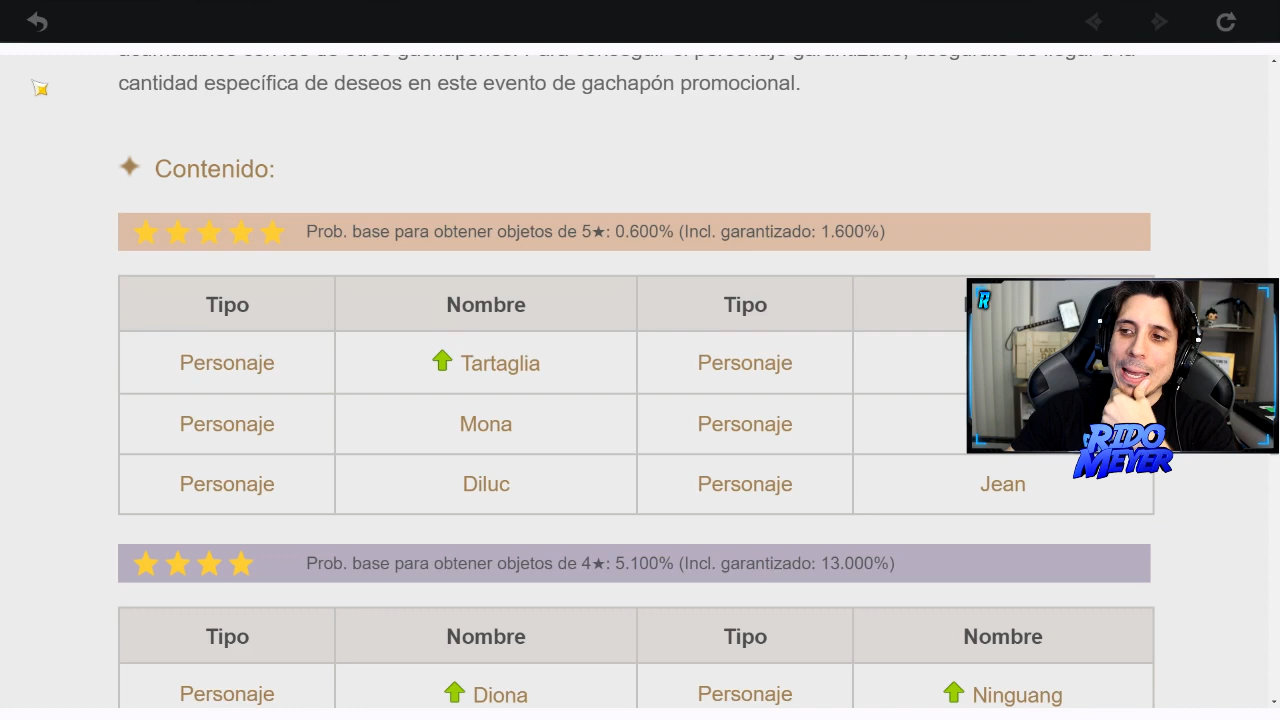 cantidad específica de deseos en este evento de gachapón promocional.
Contenido:
Prob. base para obtener objetos de 5★: 0.600% (Incl. garantizado: 1.600%)
Tipo Nombre Tipo
Personaje Tartaglia Personaje
Personaje Mona Personaje
Personaje Diluc Personaje Jean
R
RIDO
MEYER
Prob. base para obtener objetos de 4★: 5.100% (Incl. garantizado: 13.000%)
Tipo Nombre Tipo Nombre
Personaje Diona Personaje Ninguang